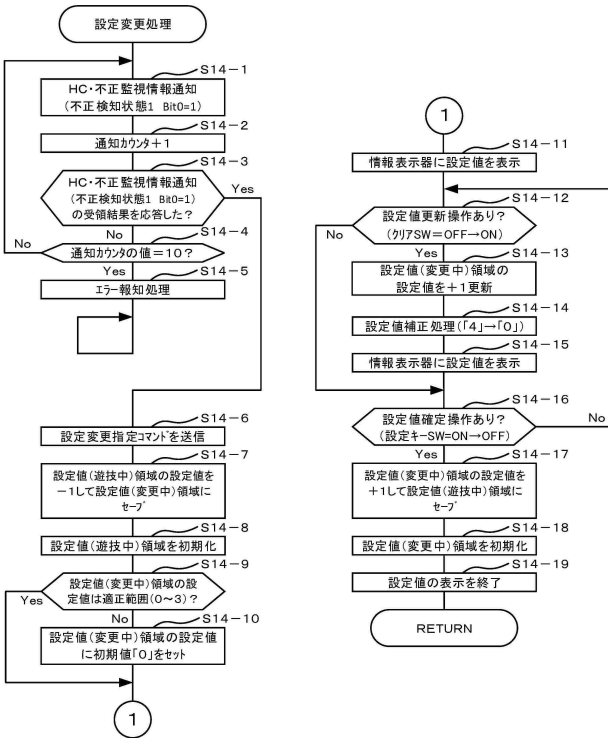 設定変更処理
S14-1
HC・不正監視情報通知
(不正検知状態1 Bit0=1)
S14-2
通知カウンタ+1
S14-3
HC・不正監視情報通知
(不正検知状態1 Bit0=1)
の受領結果を応答した?
Yes
No
S14-4
通知カウンタの値=10?
No
Yes
S14-5
エラー報知処理
S14-6
設定変更指定コマンドを送信
S14-7
設定値(遊技中)領域の設定値を
-1して設定値(変更中)領域に
セーブ
S14-8
設定値(遊技中)領域を初期化
S14-9
設定値(変更中)領域の設
定値は適正範囲(0~3)?
Yes
No
S14-10
設定値(変更中)領域の設定値
に初期値「0」をセット
1
1
S14-11
情報表示器に設定値を表示
S14-12
設定値更新操作あり?
(クリアSW=OFF→ON)
No
Yes
S14-13
設定値(変更中)領域の
設定値を+1更新
S14-14
設定値補正処理(「4」→「0」)
S14-15
情報表示器に設定値を表示
S14-16
設定値確定操作あり?
(設定キーSW=ON→OFF)
No
Yes
S14-17
設定値(変更中)領域の設定値を
+1して設定値(遊技中)領域に
セーブ
S14-18
設定値(変更中)領域を初期化
S14-19
設定値の表示を終了
RETURN